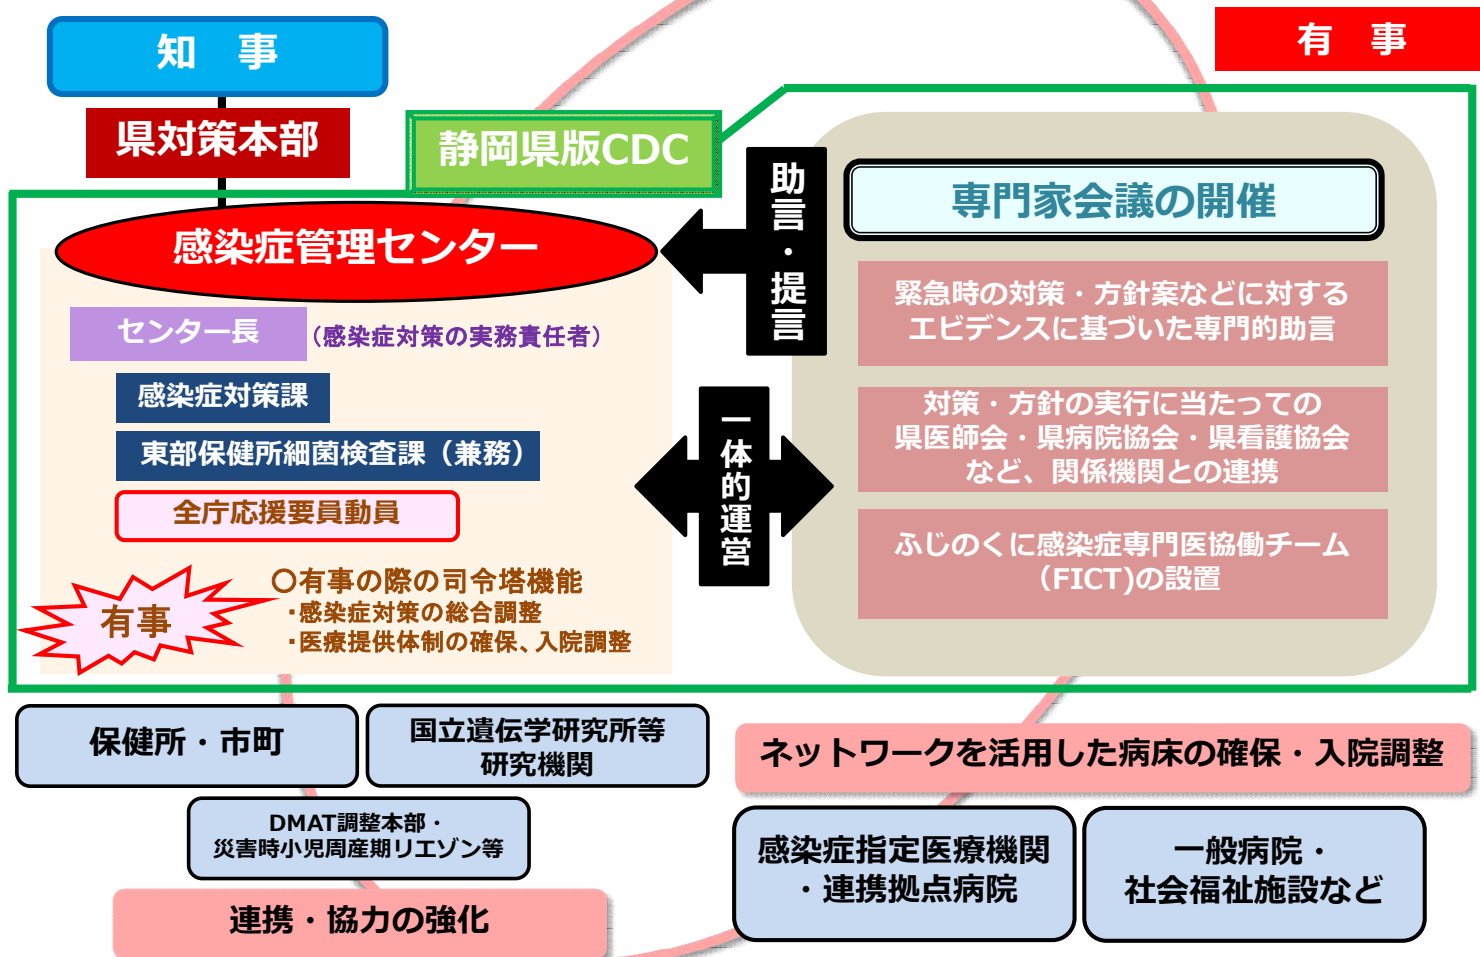 知　事
有　事
県対策本部
静岡県版CDC
助言・提言
専門家会議の開催
感染症管理センター
緊急時の対策・方針案などに対する
エビデンスに基づいた専門的助言
センター長
（感染症対策の実務責任者）
感染症対策課
対策・方針の実行に当たっての
県医師会・県病院協会・県看護協会
など、関係機関との連携
一体的運営
東部保健所細菌検査課（兼務）
全庁応援要員動員
ふじのくに感染症専門医協働チーム
（FICT)の設置
有事
〇有事の際の司令塔機能
・感染症対策の総合調整
・医療提供体制の確保、入院調整
保健所・市町
国立遺伝学研究所等
研究機関
ネットワークを活用した病床の確保・入院調整
DMAT調整本部・
災害時小児周産期リエゾン等
感染症指定医療機関
・連携拠点病院
一般病院・
社会福祉施設など
連携・協力の強化